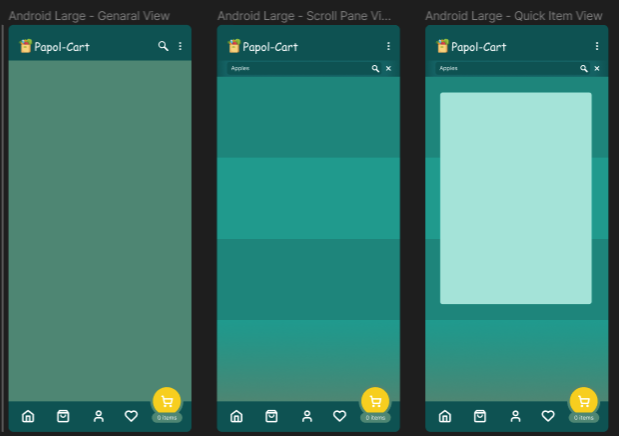 Android Large - Genaral View
Android Large - Scroll Pane Vi...
Android Large - Quick Item View
Papol-Cart
Papol-Cart
Papol-Cart
Apples
Apples
0 Items
0 Items
0 Items